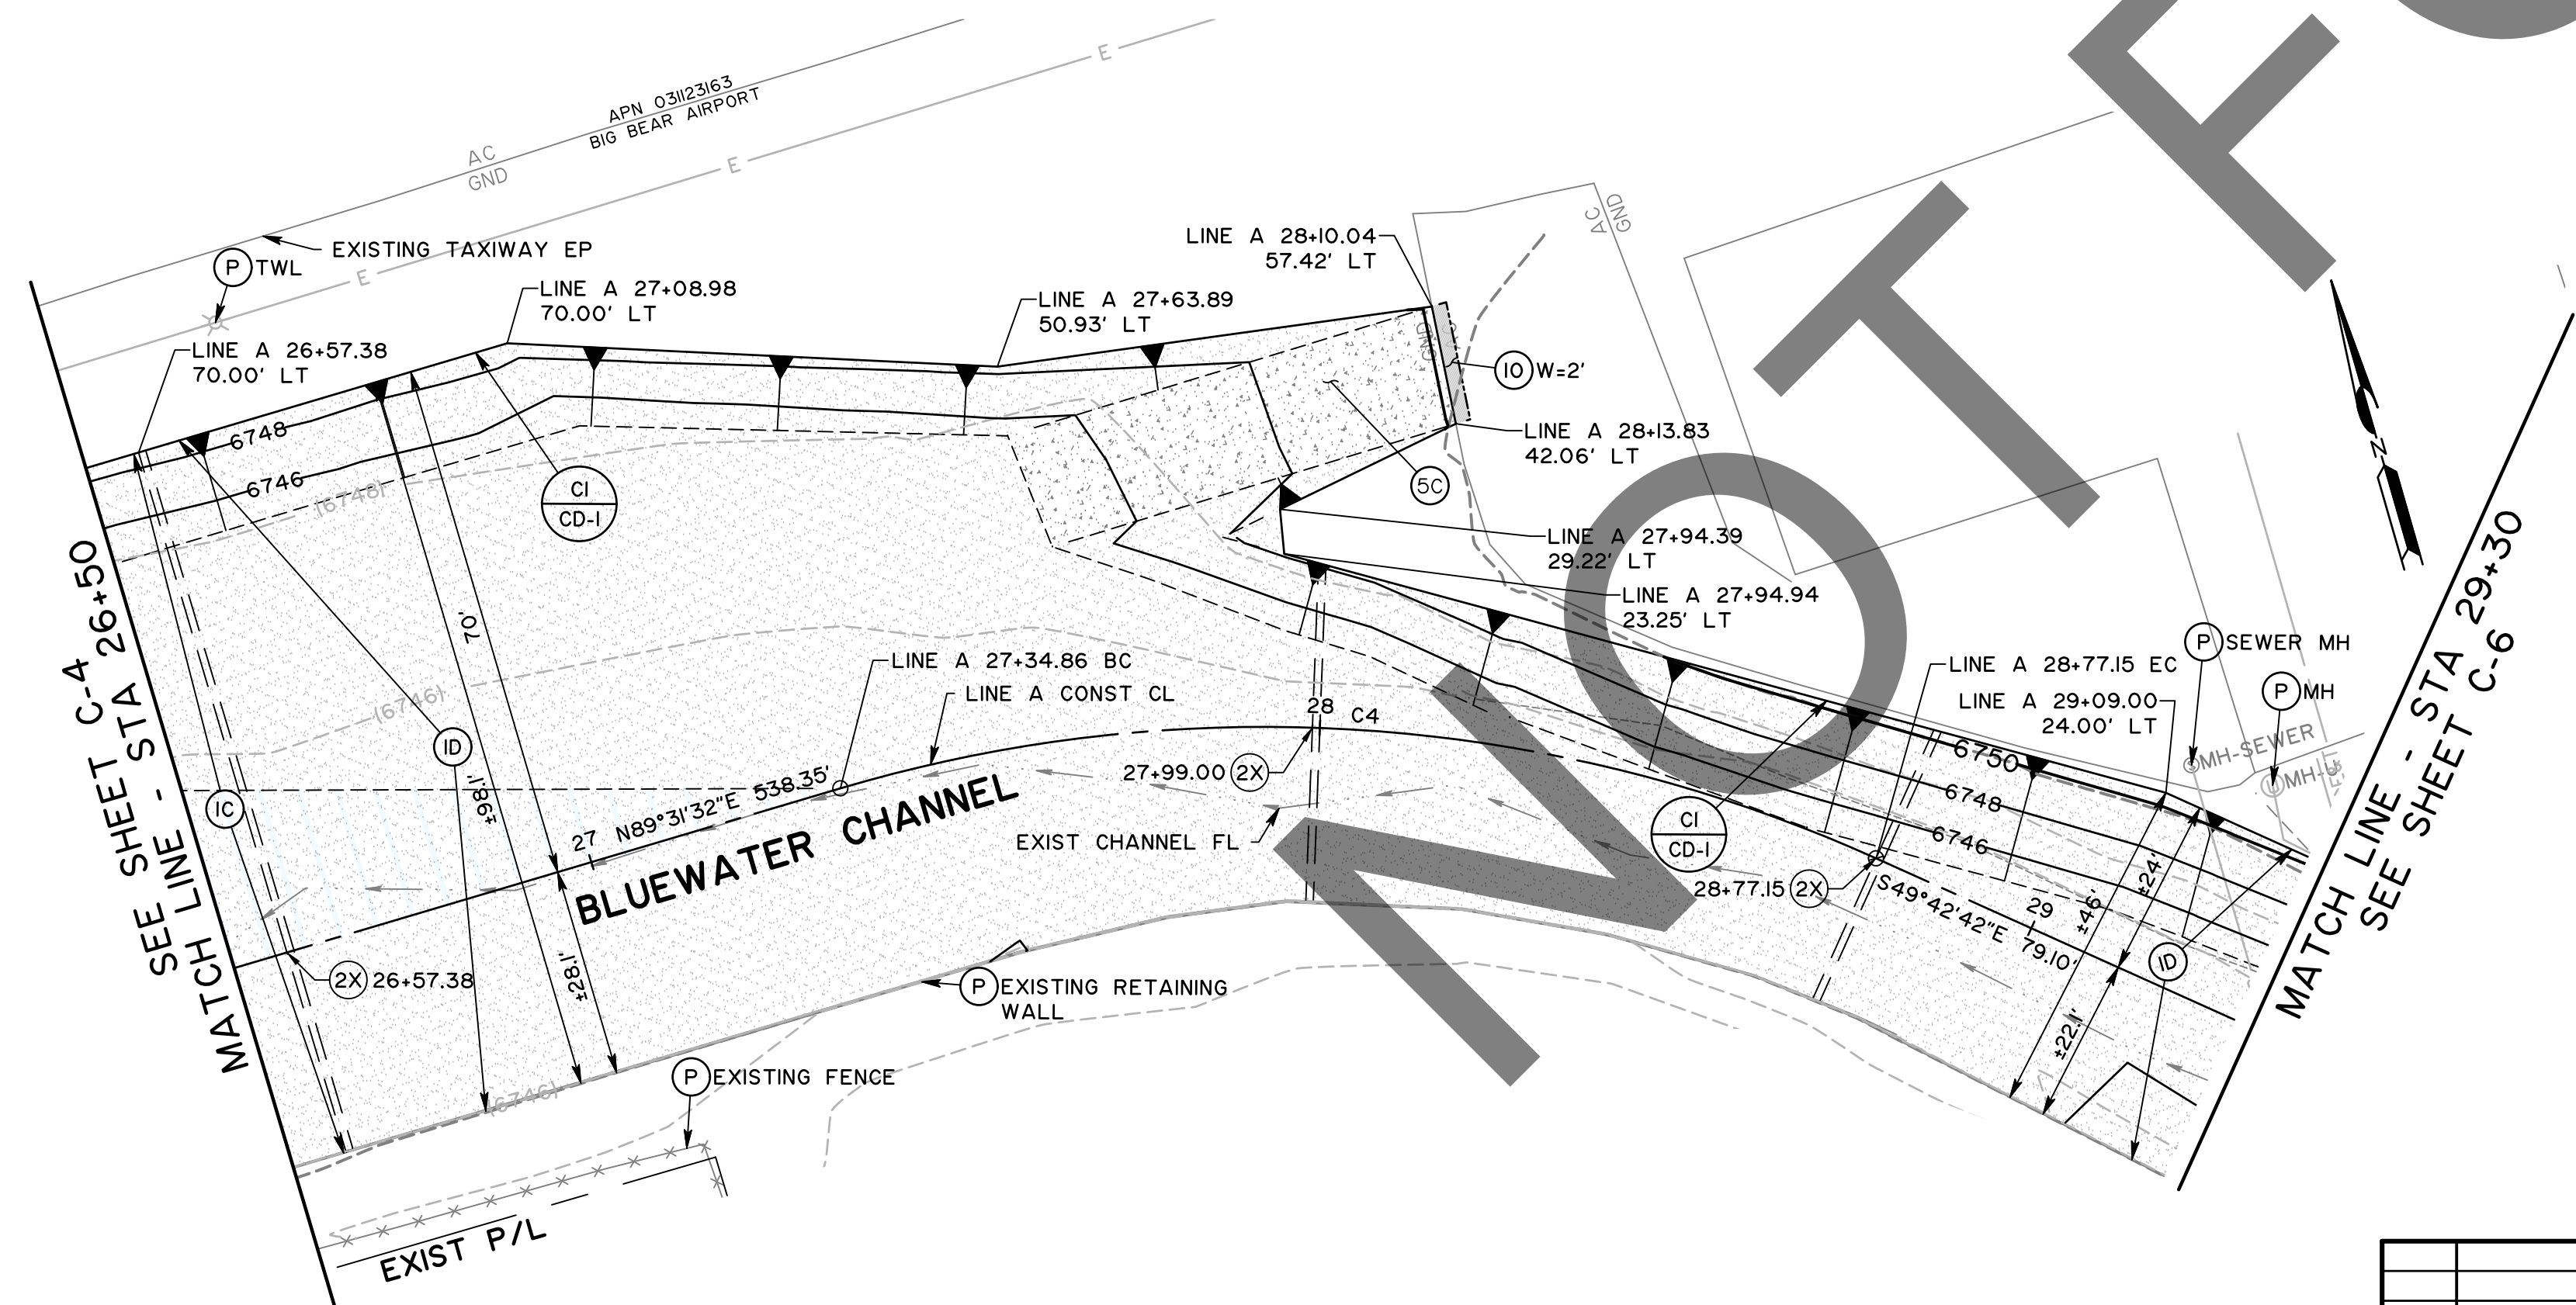 APN 031123163
BIG BEAR AIRPORT
AC
GND
E
E
E
EXISTING TAXIWAY EP
P TWL
LINE A 26+57.38
70.00' LT
LINE A 27+08.98
70.00' LT
LINE A 27+63.89
50.93' LT
LINE A 28+10.04
57.42' LT
AC
GND
GND
10 W=2'
LINE A 28+13.83
42.06' LT
5C
LINE A 27+94.39
29.22' LT
LINE A 27+94.94
23.25' LT
6748
6746
(6748)
C1
CD-1
N
SEE SHEET C-4
MATCH LINE - STA 26+50
70'
LINE A 27+34.86 BC
LINE A CONST CL
28
C4
LINE A 28+77.15 EC
LINE A 29+09.00
24.00' LT
P SEWER MH
P MH
MH-SEWER
MH-U
(6746)
1D
±98.1'
1C
27
N89°31'32"E 538.35'
BLUEWATER CHANNEL
27+99.00 2X
EXIST CHANNEL FL
C1
CD-1
28+77.15 2X
6750
6748
6746
S49°42'42"E 79.10'
29
±24'
±46'
±22.1'
1D
2X 26+57.38
±28.1'
P EXISTING RETAINING
WALL
P EXISTING FENCE
(6746)
EXIST P/L
MATCH LINE - STA 29+30
SEE SHEET C-6
NOT F